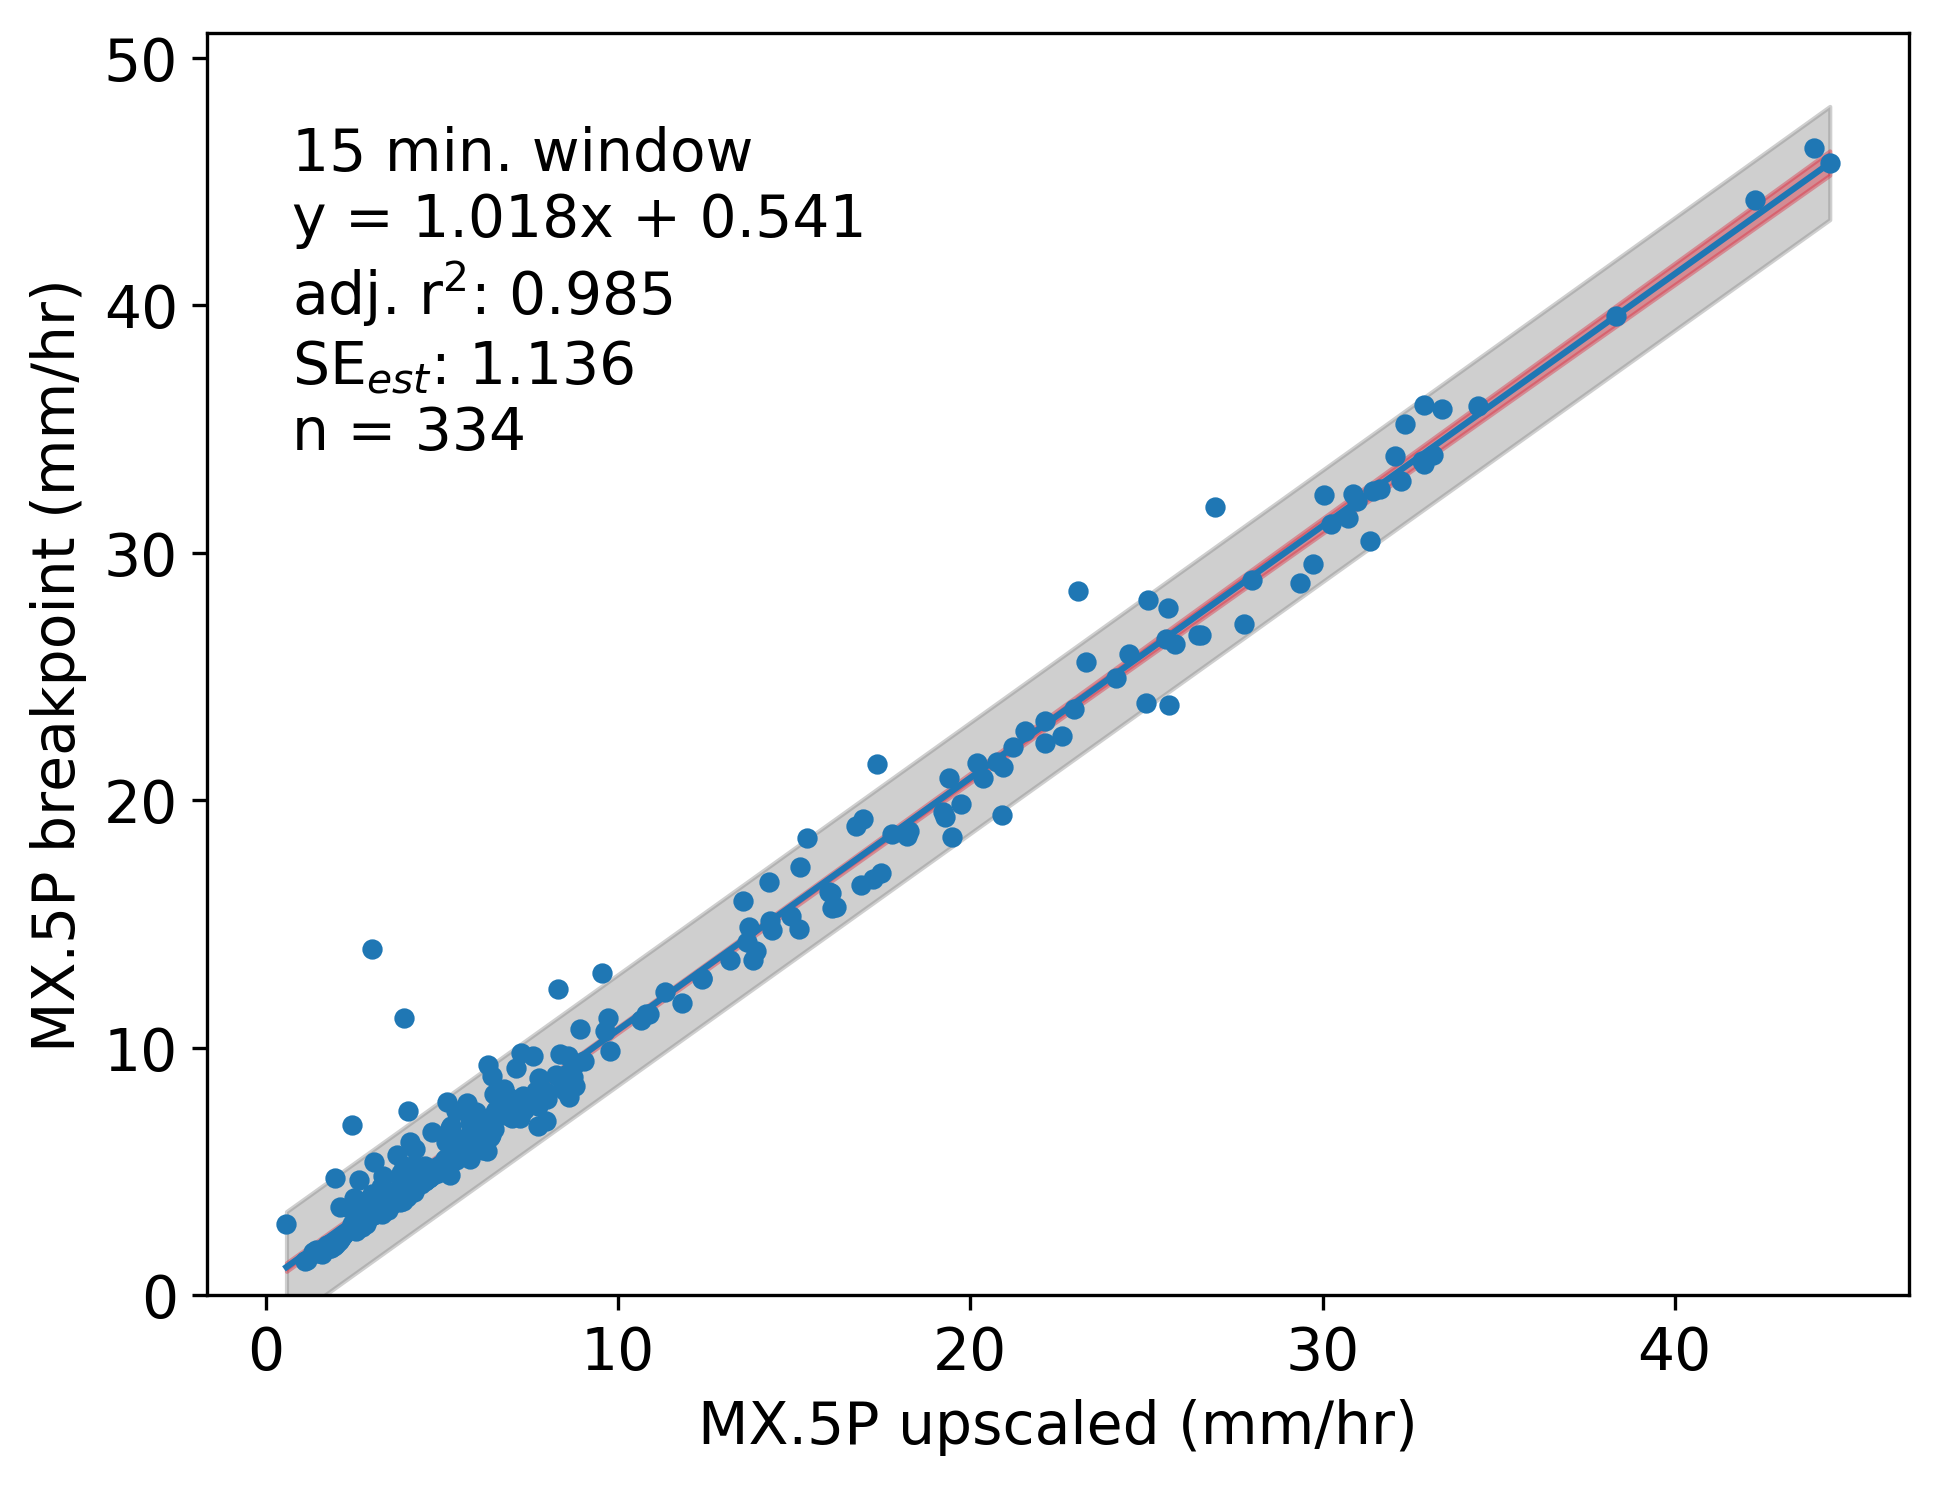 50
40
30
20
10
0
MX.5P breakpoint (mm/hr)
15 min. window
y = 1.018x + 0.541
adj. r²: 0.985
SEest: 1.136
n = 334
0 10 20 30 40
MX.5P upscaled (mm/hr)